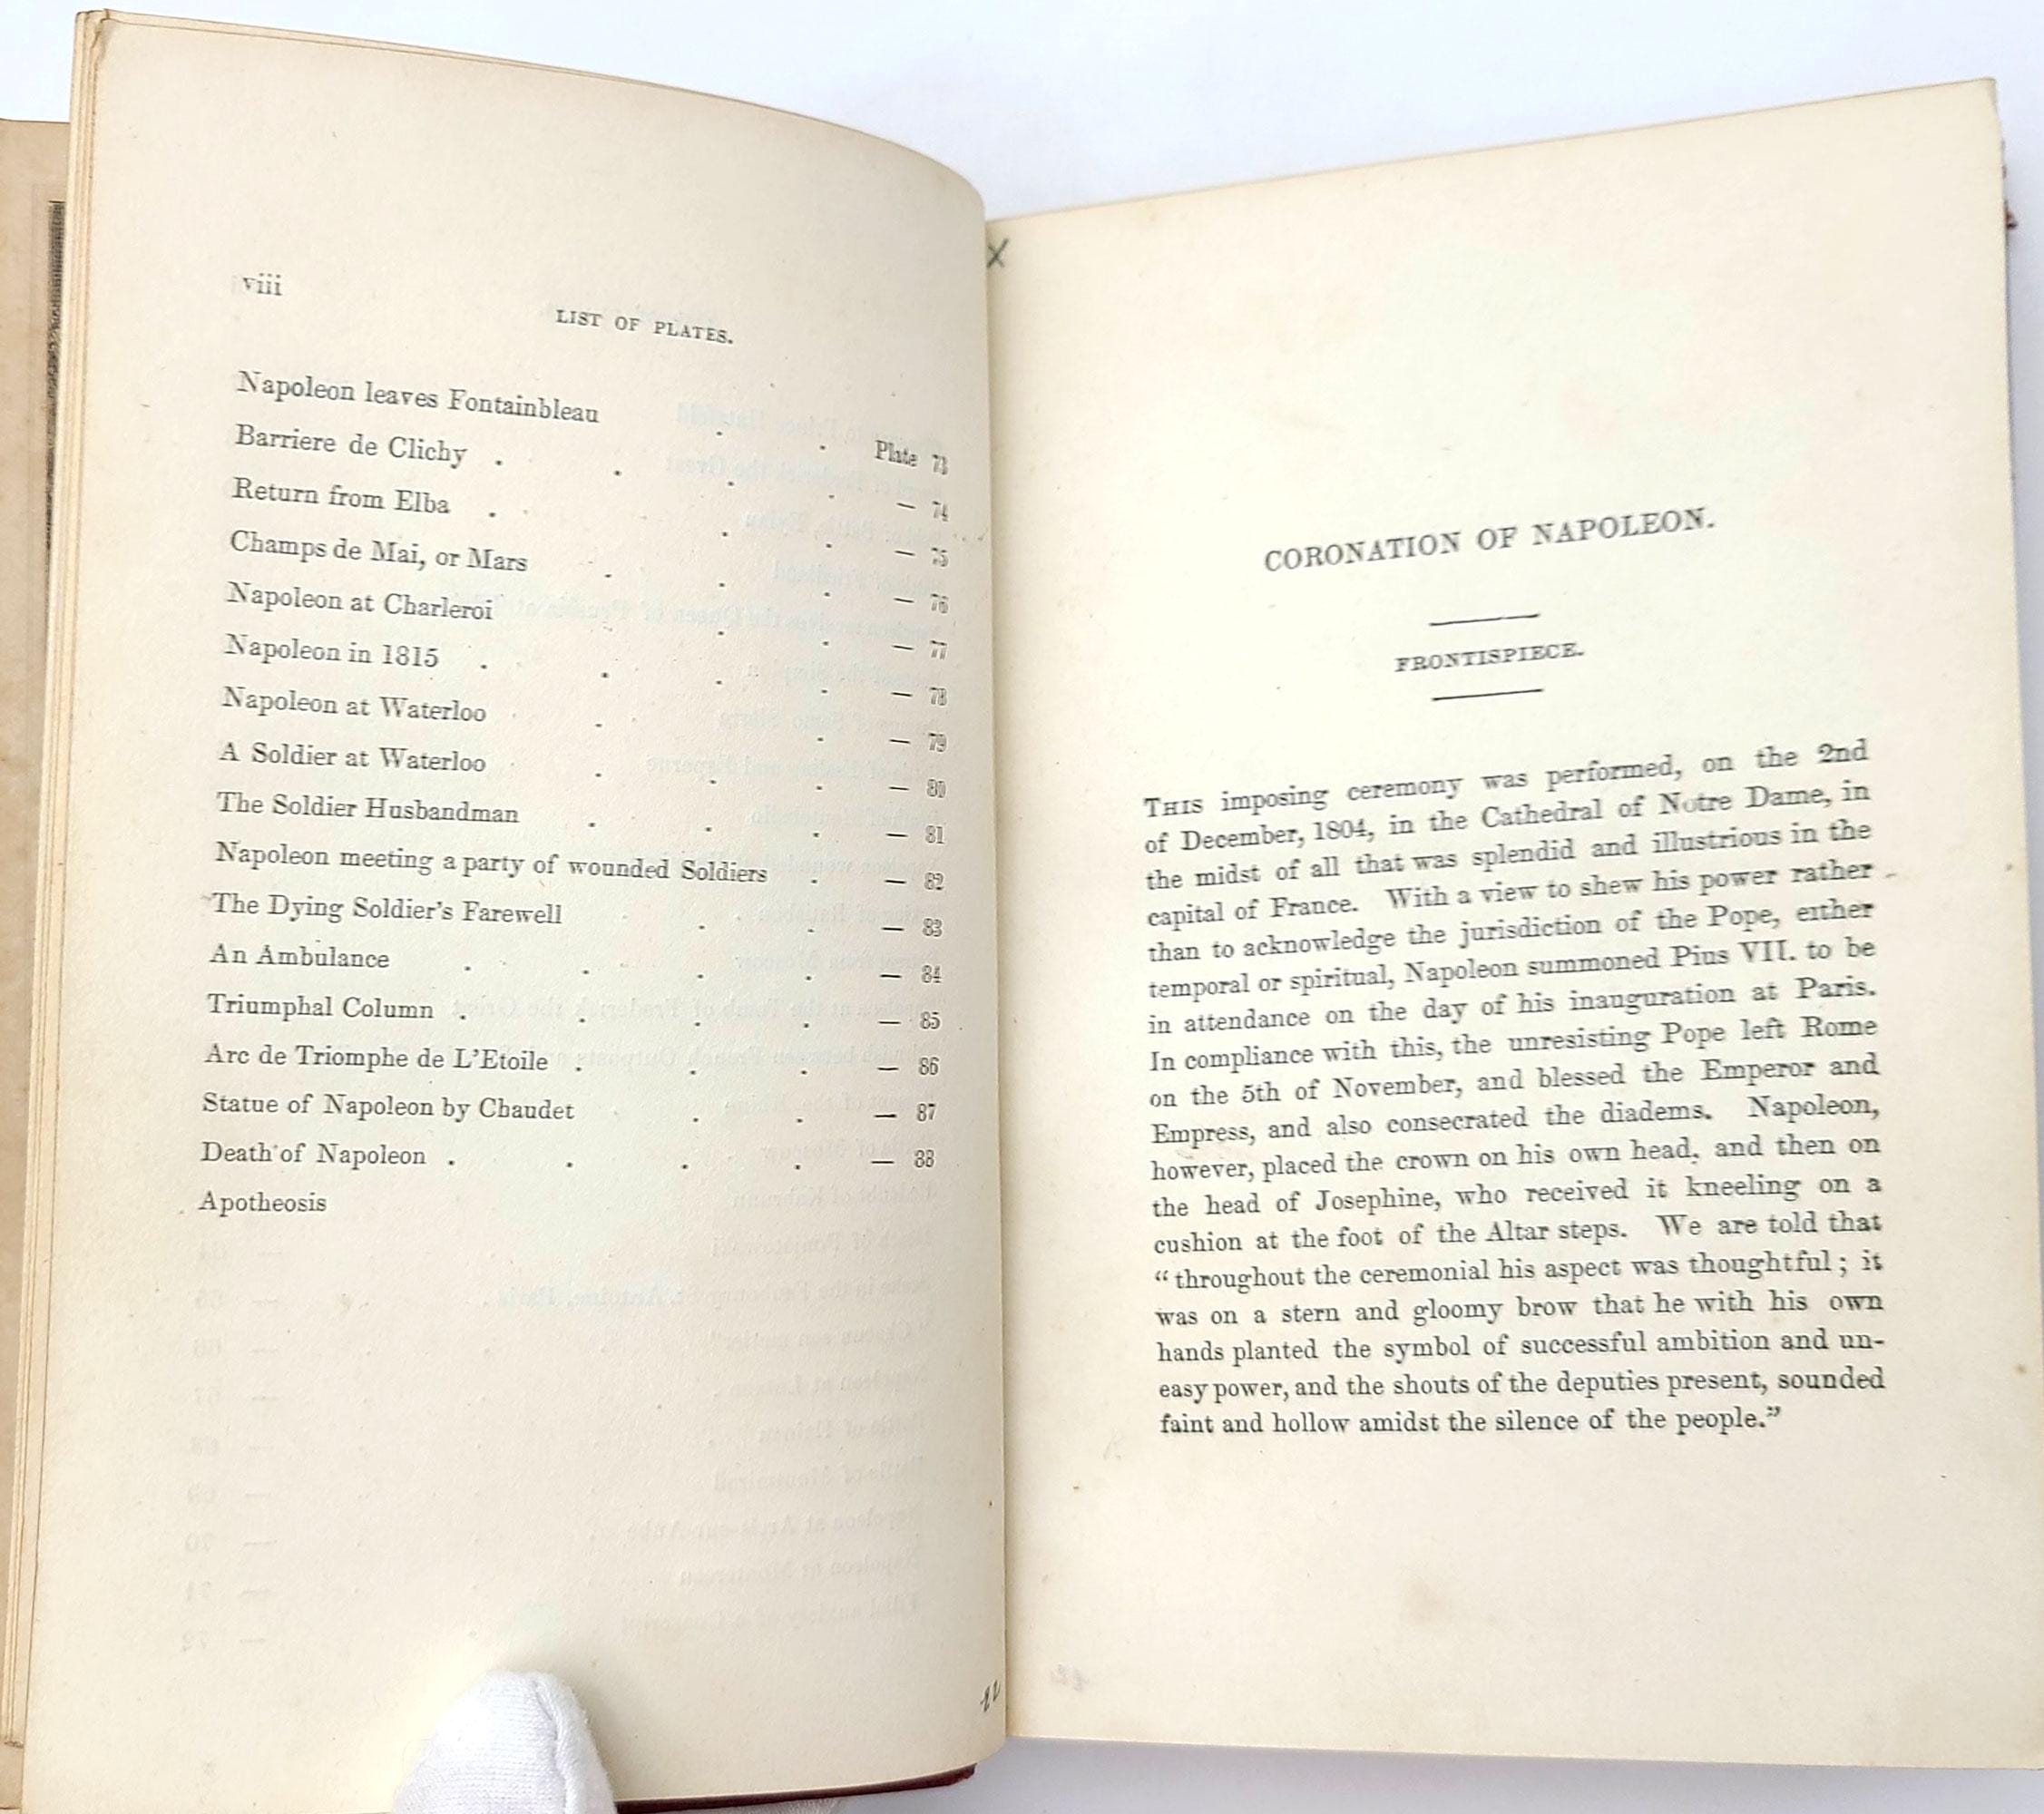 viii
LIST OF PLATES.
Napoleon leaves Fontainbleau . . Plate 73
Barriere de Clichy . . . . — 74
Return from Elba . . . — 75
Champs de Mai, or Mars . . . — 76
Napoleon at Charleroi . . — 77
Napoleon in 1815 . . . . — 78
Napoleon at Waterloo . . — 79
A Soldier at Waterloo . . . — 80
The Soldier Husbandman . . . — 81
Napoleon meeting a party of wounded Soldiers . — 82
The Dying Soldier's Farewell . . — 83
An Ambulance . . . . — 84
Triumphal Column . . . . — 85
Arc de Triomphe de L'Etoile . . . — 86
Statue of Napoleon by Chaudet . . — 87
Death of Napoleon . . . . — 88
Apotheosis
X
CORONATION OF NAPOLEON.
FRONTISPIECE.
THIS imposing ceremony was performed, on the 2nd
of December, 1804, in the Cathedral of Notre Dame, in
the midst of all that was splendid and illustrious in the
capital of France. With a view to shew his power rather
than to acknowledge the jurisdiction of the Pope, either
temporal or spiritual, Napoleon summoned Pius VII. to be
in attendance on the day of his inauguration at Paris.
In compliance with this, the unresisting Pope left Rome
on the 5th of November, and blessed the Emperor and
Empress, and also consecrated the diadems. Napoleon,
however, placed the crown on his own head, and then on
the head of Josephine, who received it kneeling on a
cushion at the foot of the Altar steps. We are told that
"throughout the ceremonial his aspect was thoughtful; it
was on a stern and gloomy brow that he with his own
hands planted the symbol of successful ambition and un-
easy power, and the shouts of the deputies present, sounded
faint and hollow amidst the silence of the people."